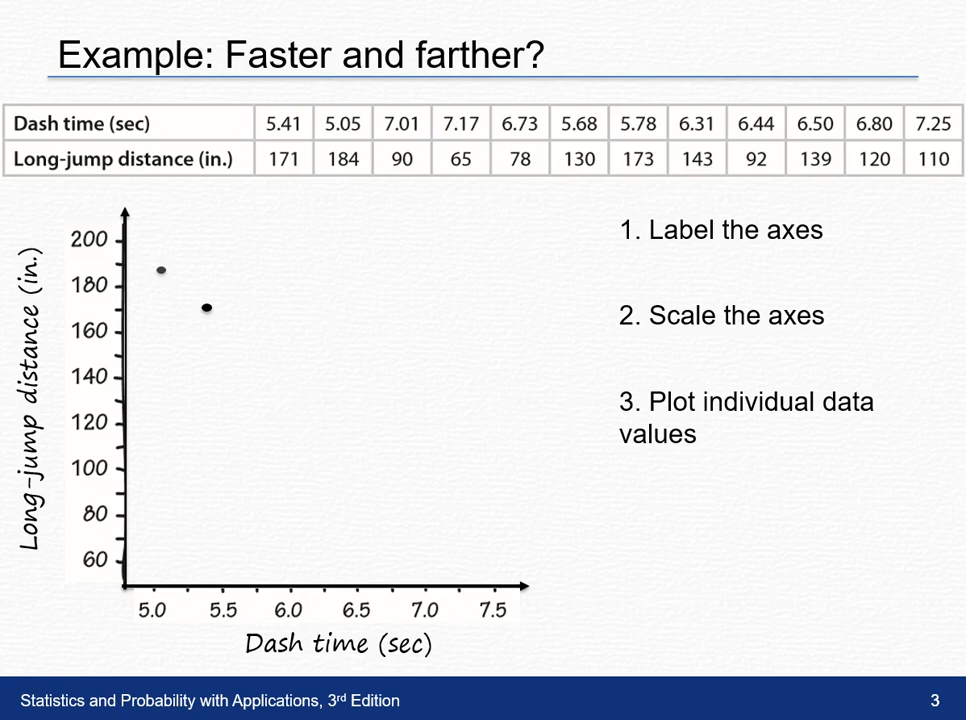 Example: Faster and farther?
Dash time (sec) 5.41 5.05 7.01 7.17 6.73 5.68 5.78 6.31 6.44 6.50 6.80 7.25
Long-jump distance (in.) 171 184 90 65 78 130 173 143 92 139 120 110
Long-jump distance (in.)
200
180
160
140
120
100
80
60
5.0 5.5 6.0 6.5 7.0 7.5
Dash time (sec)
1. Label the axes
2. Scale the axes
3. Plot individual data
values
Statistics and Probability with Applications, 3rd Edition 3